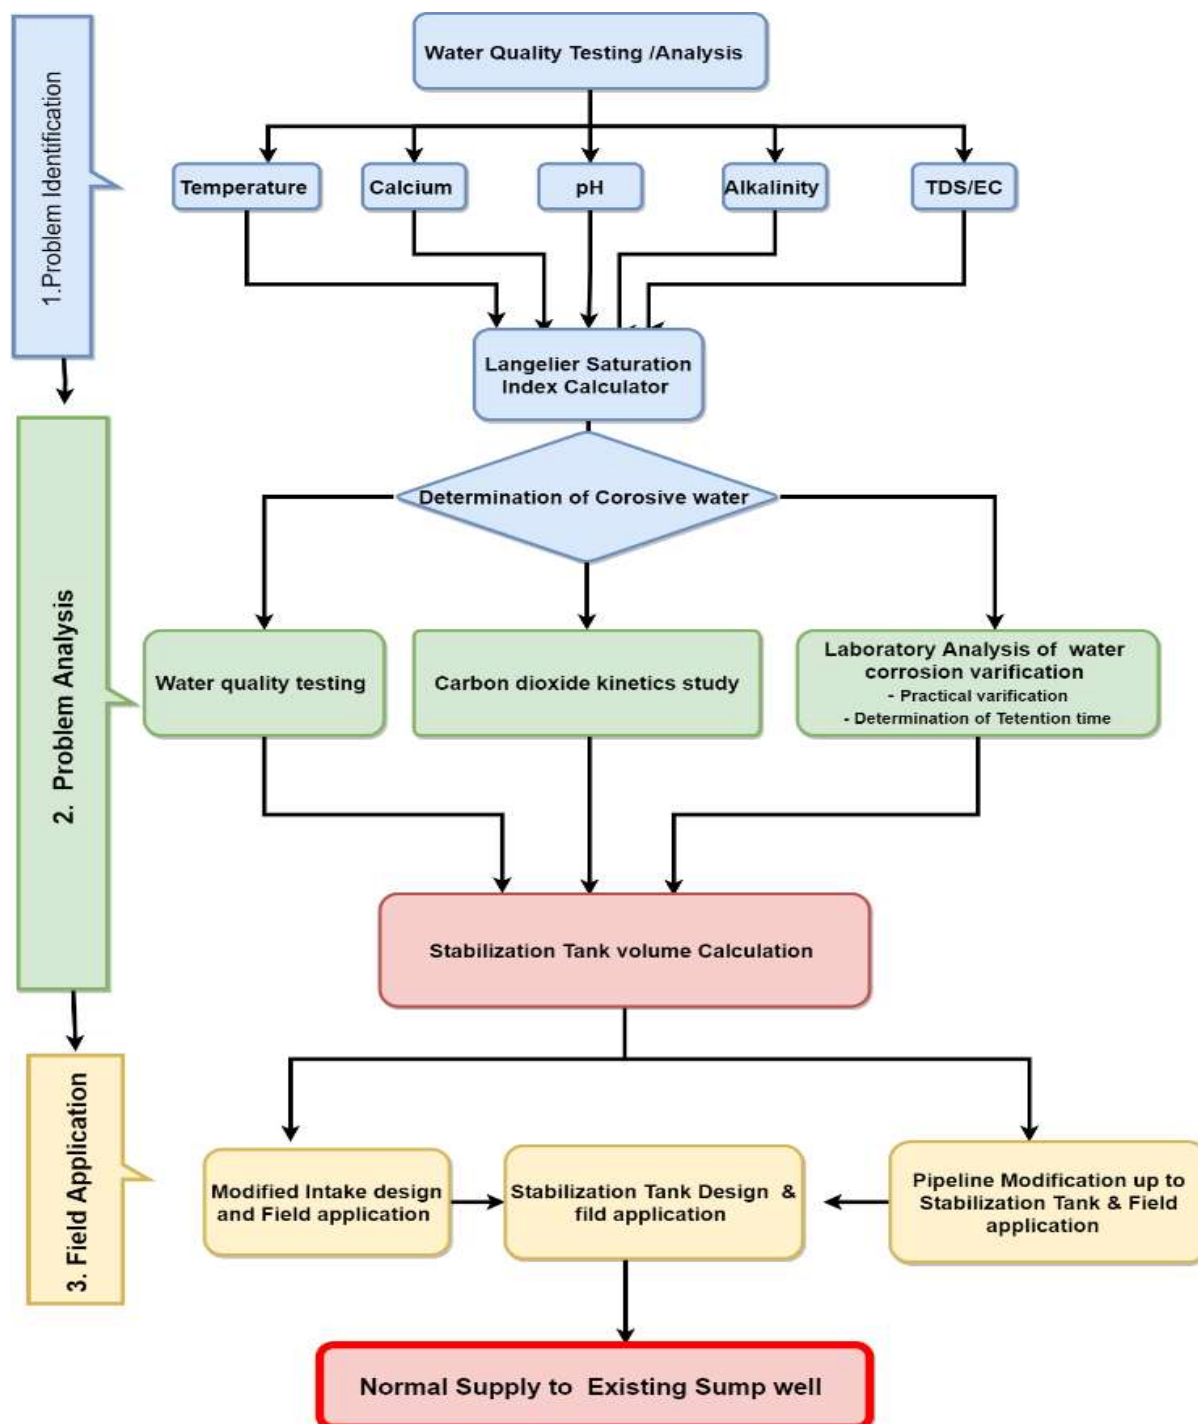 Water Quality Testing /Analysis
1.Problem Identification
Temperature
Calcium
pH
Alkalinity
TDS/EC
Langelier Saturation
Index Calculator
Determination of Corosive water
2. Problem Analysis
Water quality testing
Carbon dioxide kinetics study
Laboratory Analysis of water
corrosion varification
- Practical varification
- Determination of Tetention time
Stabilization Tank volume Calculation
3. Field Application
Modified Intake design
and Field application
Stabilization Tank Design &
fild application
Pipeline Modification up to
Stabilization Tank & Field
application
Normal Supply to Existing Sump well